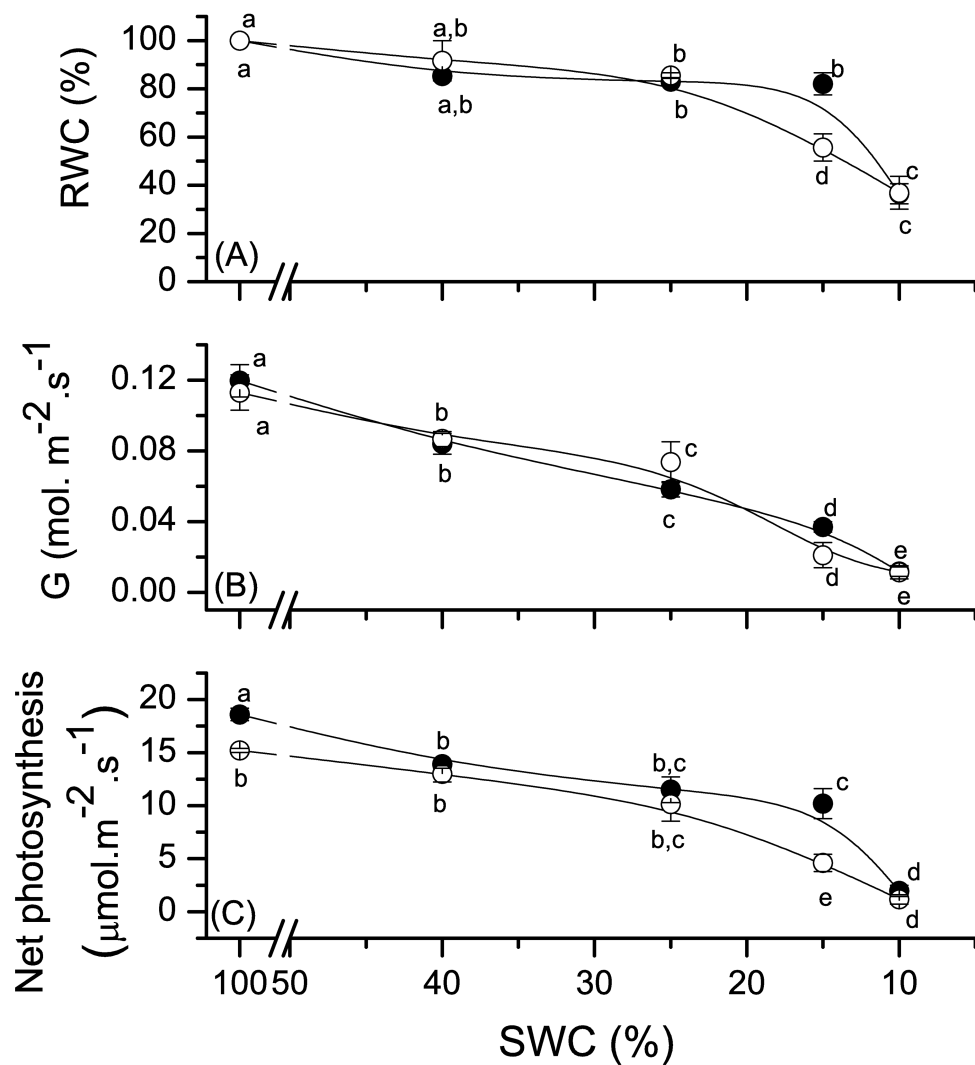 a
a,b
b
b
c
100
80
60
40
20
0
RWC (%)
a
a,b
b
d
c
(A)
a
b
c
d
e
0.12
0.08
0.04
0.00
G (mol. m⁻².s⁻¹)
a
b
c
d
e
(B)
a
b
b,c
c
d
20
15
10
5
0
Net photosynthesis
(μmol.m⁻².s⁻¹)
b
b
b,c
e
d
(C)
100 50 40 30 20 10
SWC (%)